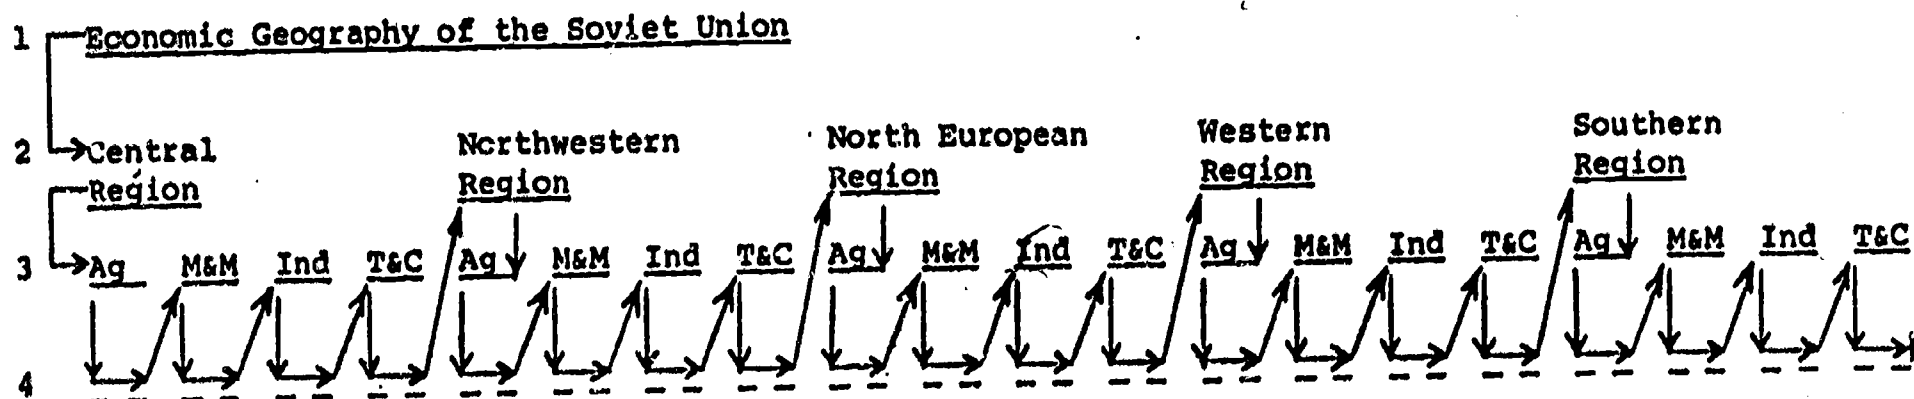 1 Economic Geography of the Soviet Union
2 Central Region Northwestern Region North European Region Western Region Southern Region
3 Ag M&M Ind T&C Ag M&M Ind T&C Ag M&M Ind T&C Ag M&M Ind T&C Ag M&M Ind T&C
4